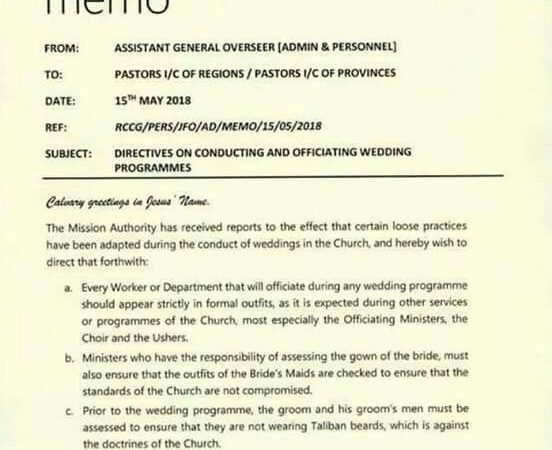 memo
FROM: ASSISTANT GENERAL OVERSEER [ADMIN & PERSONNEL]
TO: PASTORS I/C OF REGIONS / PASTORS I/C OF PROVINCES
DATE: 15TH MAY 2018
REF: RCCG/PERS/JFO/AD/MEMO/15/05/2018
SUBJECT: DIRECTIVES ON CONDUCTING AND OFFICIATING WEDDING
PROGRAMMES
Calvary greetings in Jesus' Name.
The Mission Authority has received reports to the effect that certain loose practices
have been adapted during the conduct of weddings in the Church, and hereby wish to
direct that forthwith:
a. Every Worker or Department that will officiate during any wedding programme
should appear strictly in formal outfits, as it is expected during other services
or programmes of the Church, most especially the Officiating Ministers, the
Choir and the Ushers.
b. Ministers who have the responsibility of assessing the gown of the bride, must
also ensure that the outfits of the Bride's Maids are checked to ensure that the
standards of the Church are not compromised.
c. Prior to the wedding programme, the groom and his groom's men must be
assessed to ensure that they are not wearing Taliban beards, which is against
the doctrines of the Church.